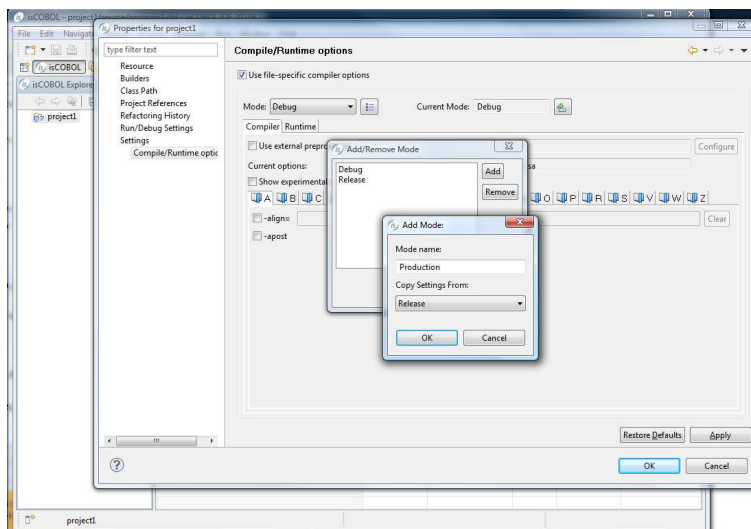 isCOBOL - project1/source/progress
File Edit Navigat
isCOBOL
isCOBOL Explore
project1
Properties for project1
type filter text
Resource
Builders
Class Path
Project References
Refactoring History
Run/Debug Settings
Settings
Compile/Runtime optic
Compile/Runtime options
Use file-specific compiler options
Mode: Debug
Current Mode: Debug
Compiler Runtime
Use external prepro
Configure
Current options:
sa
Show experimental
A B C O P R S V W Z
-align=
Clear
-apost
Add/Remove Mode
Debug
Release
Add
Remove
Add Mode:
Mode name:
Production
Copy Settings From:
Release
OK Cancel
Restore Defaults Apply
OK Cancel
project1